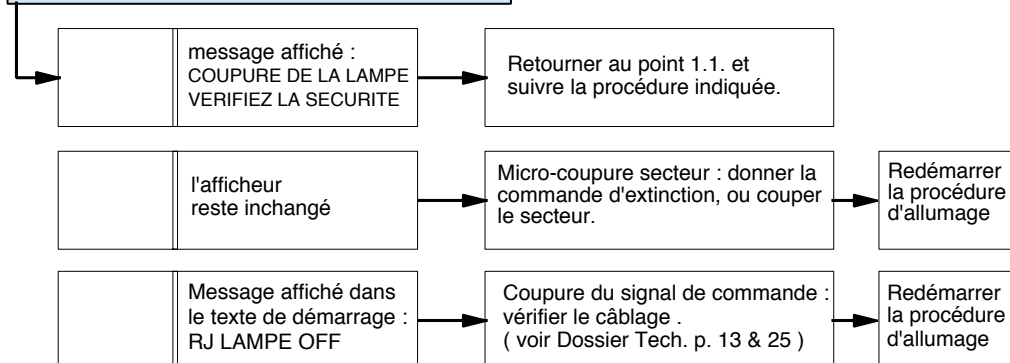 message affiché :
COUPURE DE LA LAMPE
VERIFIEZ LA SECURITE
Retourner au point 1.1. et
suivre la procédure indiquée.
l'afficheur
reste inchangé
Micro-coupure secteur : donner la
commande d'extinction, ou couper
le secteur.
Redémarrer
la procédure
d'allumage
Message affiché dans
le texte de démarrage :
RJ LAMPE OFF
Coupure du signal de commande :
vérifier le câblage .
( voir Dossier Tech. p. 13 & 25 )
Redémarrer
la procédure
d'allumage